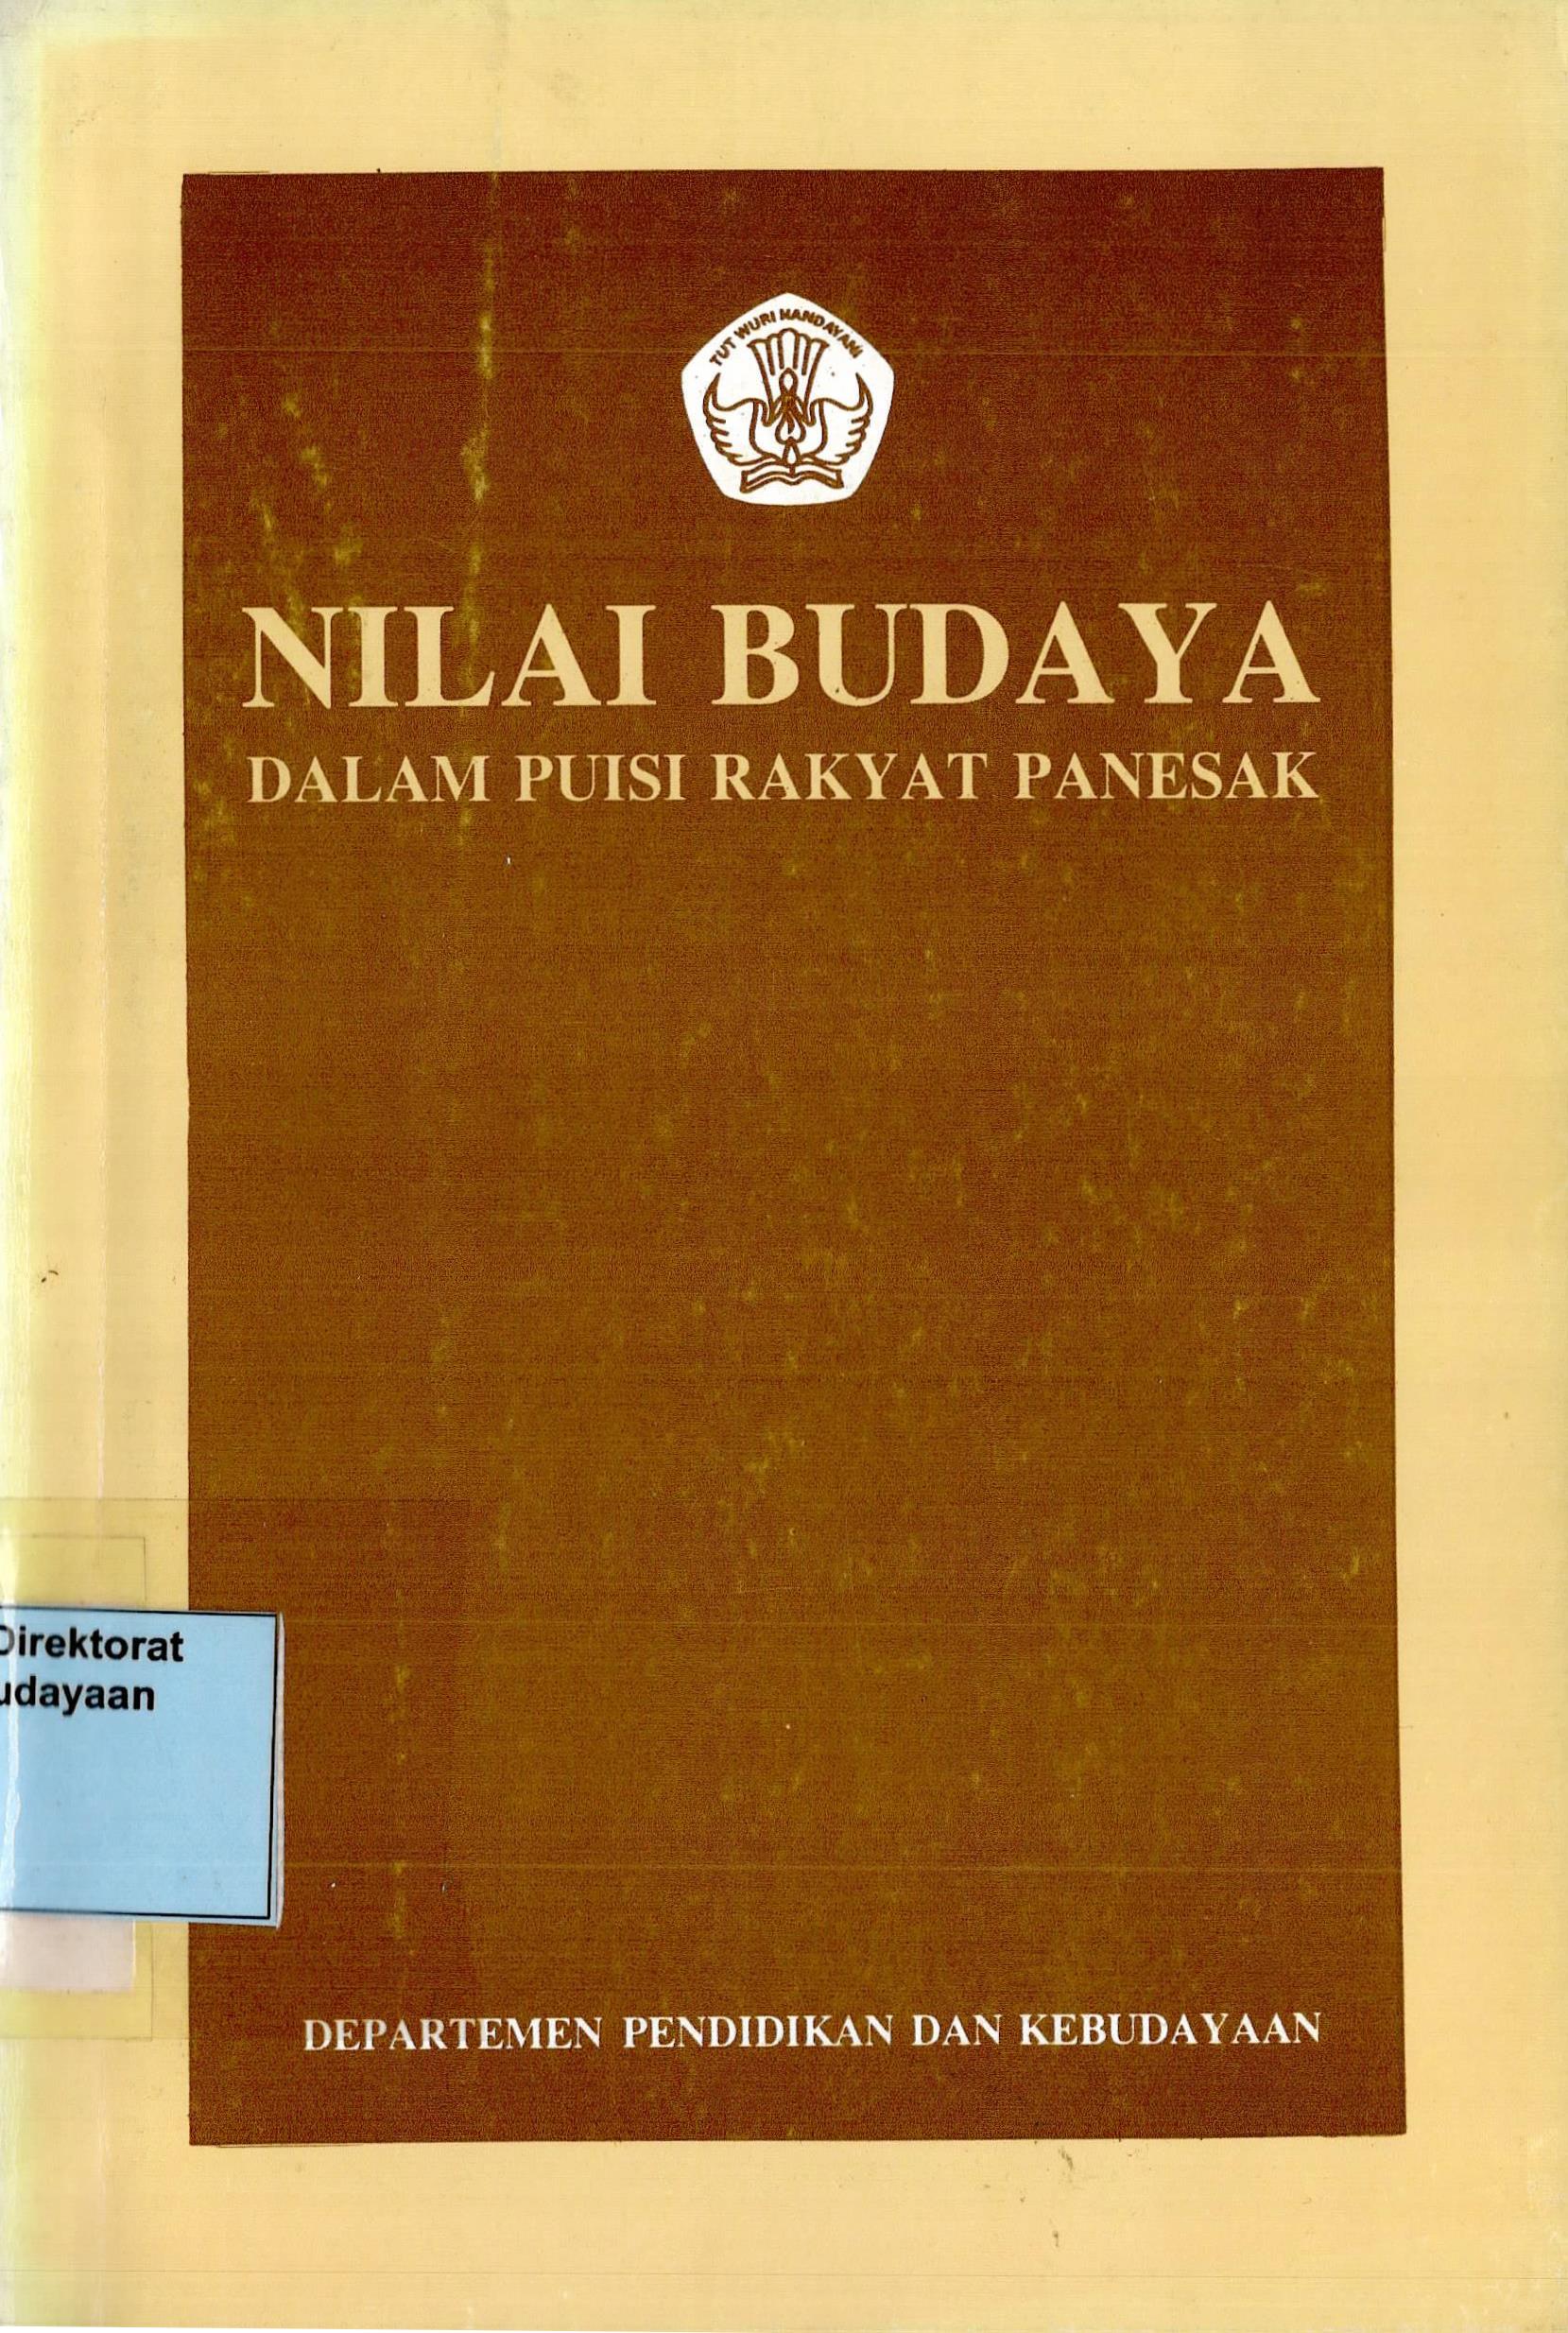 TUT WURI HANDAYANI
NILAI BUDAYA
DALAM PUISI RAKYAT PANESAK
Direktorat
udayaan
DEPARTEMEN PENDIDIKAN DAN KEBUDAYAAN